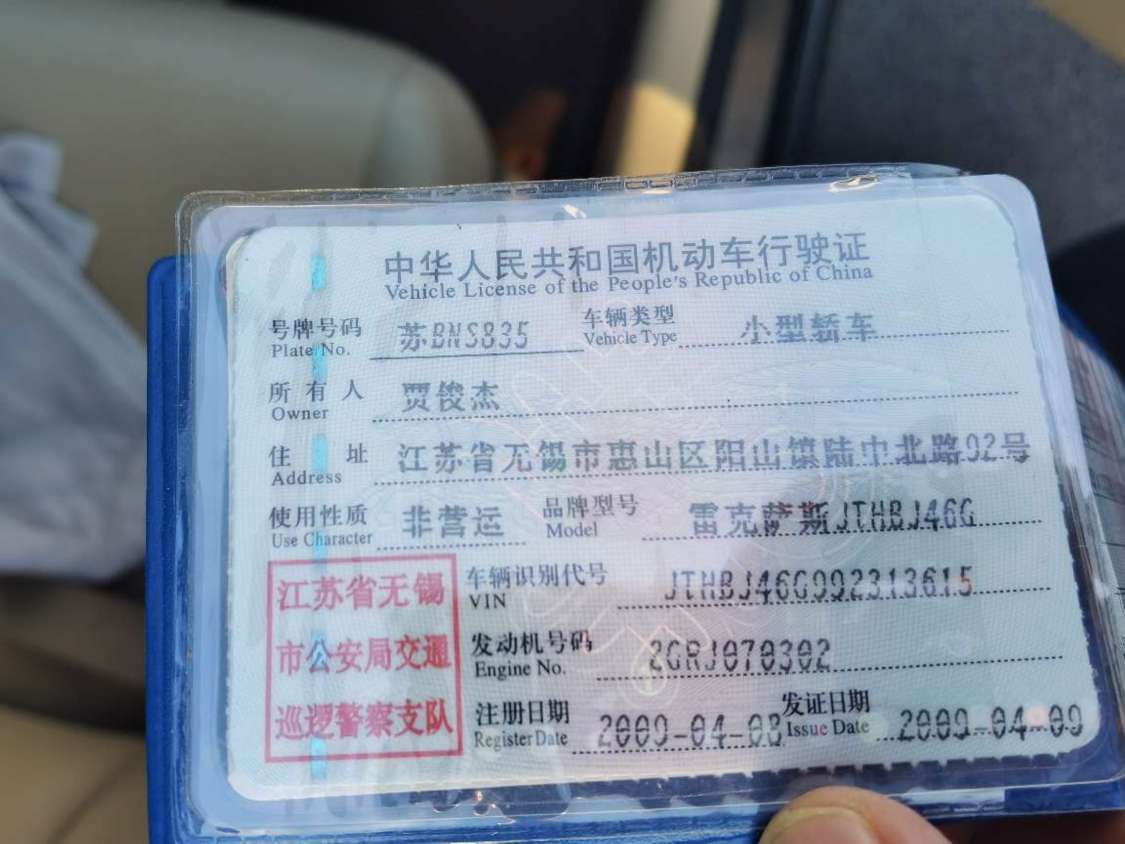 中华人民共和国机动车行驶证
Vehicle License of the People's Republic of China
号牌号码 苏BNS835 车辆类型 小型轿车
Plate No. Vehicle Type
所有人 贾俊杰
Owner
住址 江苏省无锡市惠山区阳山镇陆中北路92号
Address
使用性质 非营运 品牌型号 雷克萨斯JTHBJ46G
Use Character Model
江苏省无锡
市公安局交通
巡逻警察支队
车辆识别代号 JTHBJ46G992313615
VIN
发动机号码 2GRJ070302
Engine No.
注册日期 2009-04-08 发证日期 2009-04-09
Register Date Issue Date